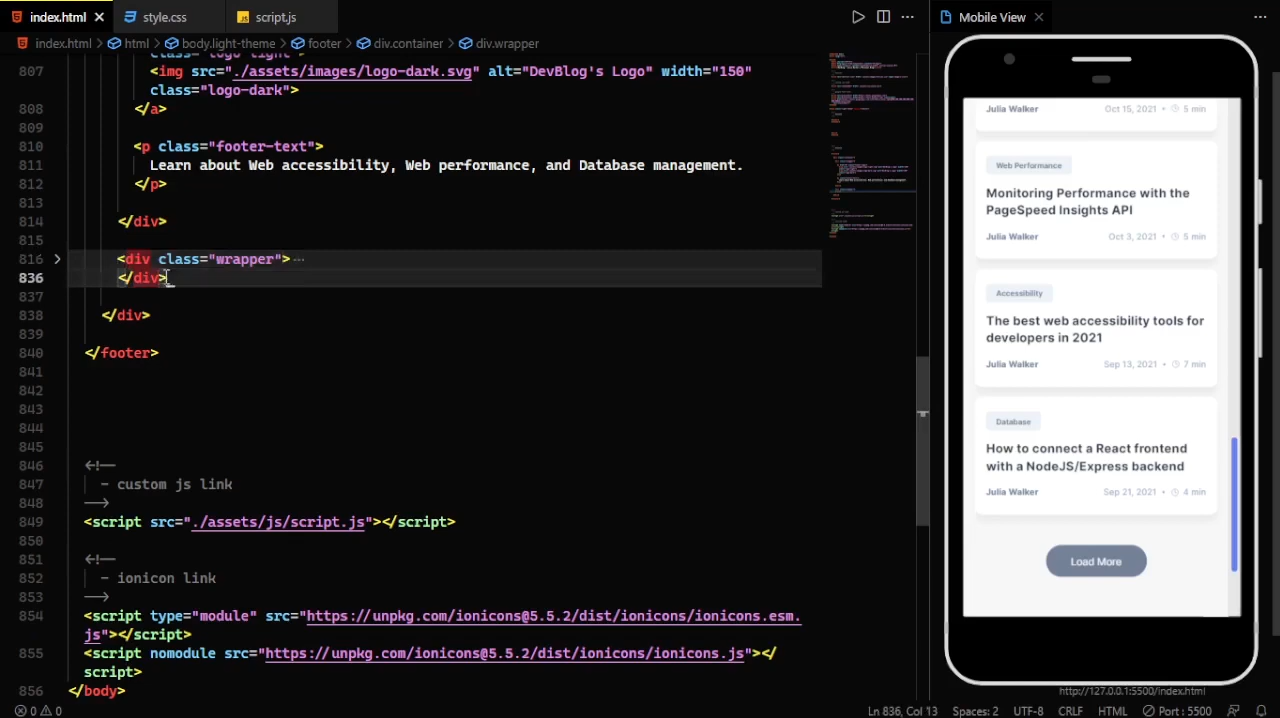 index.html
style.css
script.js
Mobile View
index.html > html > body.light-theme > footer > div.container > div.wrapper
class="logo-light">
807 <img src="./assets/images/logo-dark.svg" alt="DevBlog's Logo" width="150"
class="logo-dark">
808 </a>
809
810 <p class="footer-text">
811 Learn about Web accessibility, Web performance, and Database management.
812 </p>
813
814 </div>
815
816 <div class="wrapper">
836 </div>
837
838 </div>
839
840 </footer>
841
842
843
844
845
846 <!--
847 - custom js link
848 -->
849 <script src="./assets/js/script.js"></script>
850
851 <!--
852 - ionicon link
853 -->
854 <script type="module" src="https://unpkg.com/ionicons@5.5.2/dist/ionicons/ionicons.esm.
js"></script>
855 <script nomodule src="https://unpkg.com/ionicons@5.5.2/dist/ionicons/ionicons.js"></
script>
856 </body>
Julia Walker Oct 15, 2021 • 5 min
Web Performance
Monitoring Performance with the
PageSpeed Insights API
Julia Walker Oct 3, 2021 • 5 min
Accessibility
The best web accessibility tools for
developers in 2021
Julia Walker Sep 13, 2021 • 7 min
Database
How to connect a React frontend
with a NodeJS/Express backend
Julia Walker Sep 21, 2021 • 4 min
Load More
http://127.0.0.1:5500/index.html
0 0
Ln 836, Col 13 Spaces: 2 UTF-8 CRLF HTML Port : 5500